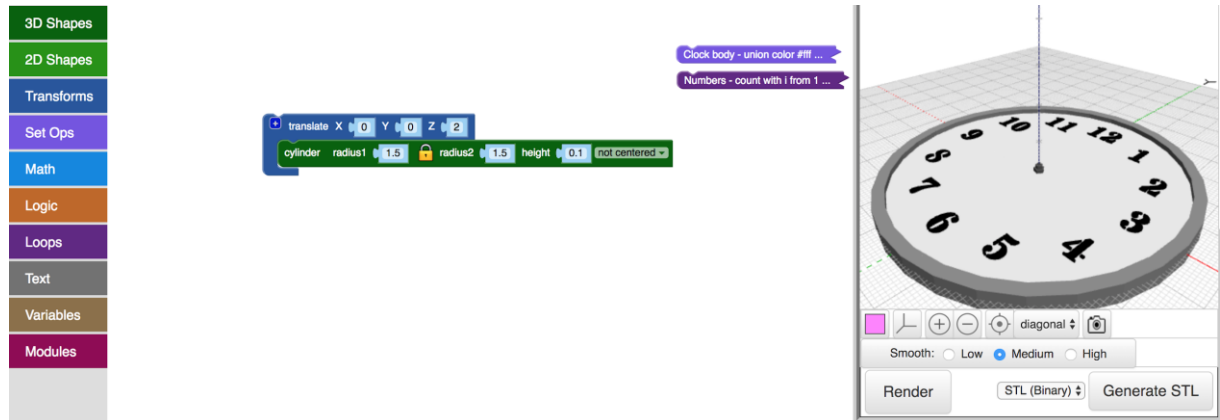 3D Shapes
2D Shapes
Transforms
Set Ops
Math
Logic
Loops
Text
Variables
Modules
Clock body - union color #fff ...
Numbers - count with i from 1 ...
+ translate X 0 Y 0 Z 2
cylinder radius1 1.5 radius2 1.5 height 0.1 not centered
9 10 11 12
8 1
7 2
6 3
5 4
diagonal
Smooth: Low Medium High
Render STL (Binary) Generate STL